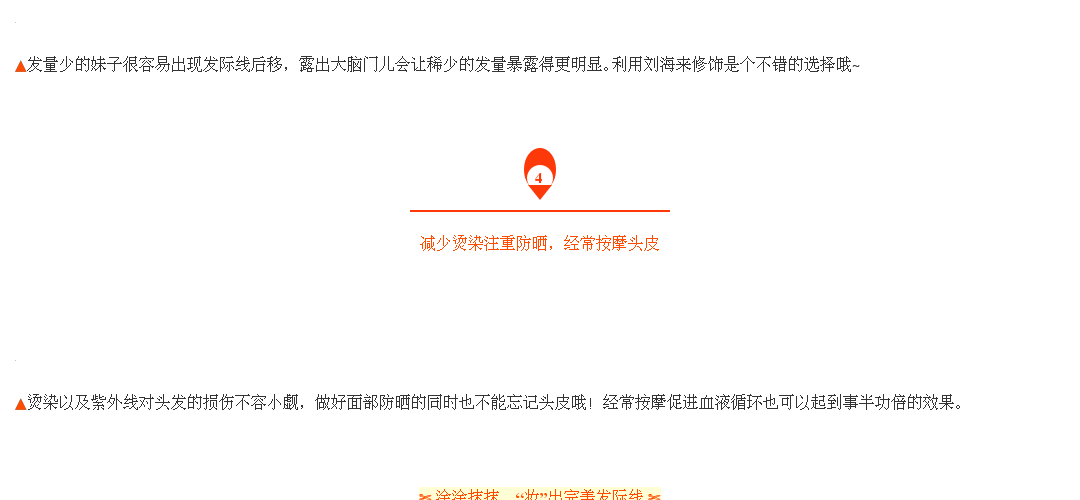 ▲发量少的妹子很容易出现发际线后移，露出大脑门儿会让稀少的发量暴露得更明显。利用刘海来修饰是个不错的选择哦~
4
减少烫染注重防晒，经常按摩头皮
▲烫染以及紫外线对头发的损伤不容小觑，做好面部防晒的同时也不能忘记头皮哦！经常按摩促进血液循环也可以起到事半功倍的效果。
✄ 涂涂抹抹，“妆”出完美发际线 ✄